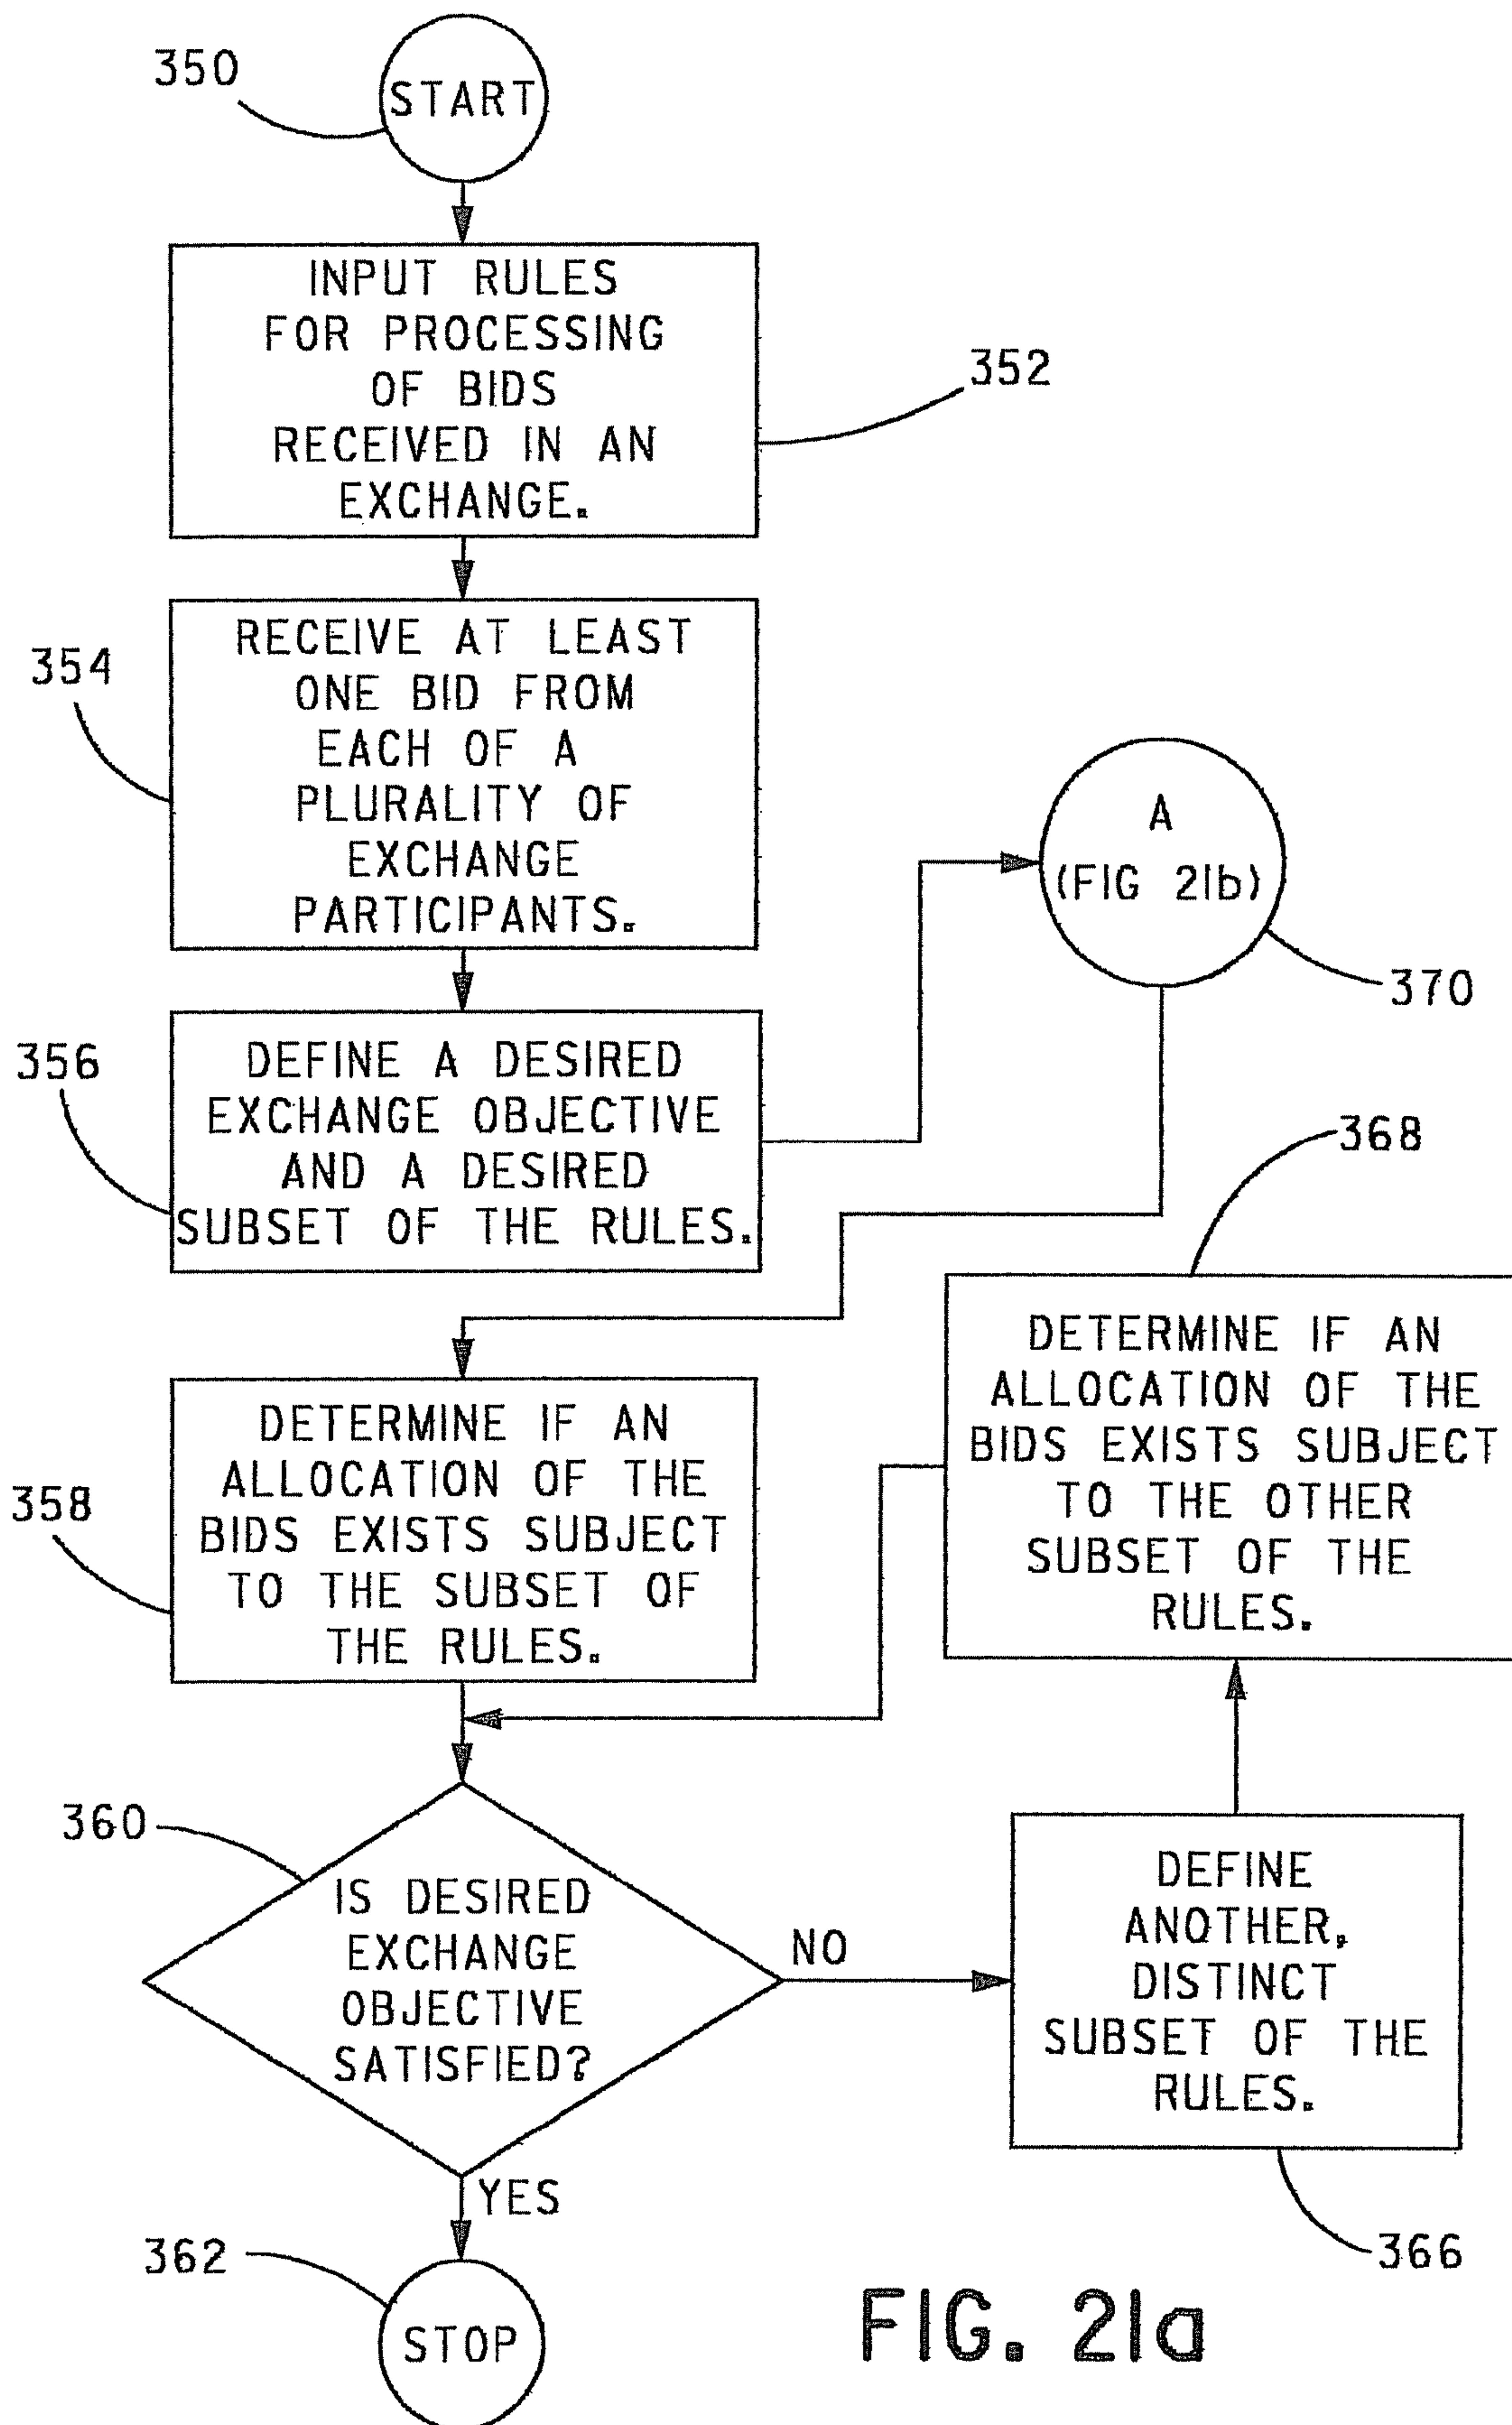 350
START
INPUT RULES
FOR PROCESSING
OF BIDS
RECEIVED IN AN
EXCHANGE.
352
RECEIVE AT LEAST
ONE BID FROM
EACH OF A
PLURALITY OF
EXCHANGE
PARTICIPANTS.
354
A
(FIG 21b)
370
DEFINE A DESIRED
EXCHANGE OBJECTIVE
AND A DESIRED
SUBSET OF THE RULES.
356
368
DETERMINE IF AN
ALLOCATION OF THE
BIDS EXISTS SUBJECT
TO THE OTHER
SUBSET OF THE
RULES.
DETERMINE IF AN
ALLOCATION OF THE
BIDS EXISTS SUBJECT
TO THE SUBSET OF
THE RULES.
358
360
IS DESIRED
EXCHANGE
OBJECTIVE
SATISFIED?
NO
DEFINE
ANOTHER,
DISTINCT
SUBSET OF THE
RULES.
366
YES
362
STOP
FIG. 21a